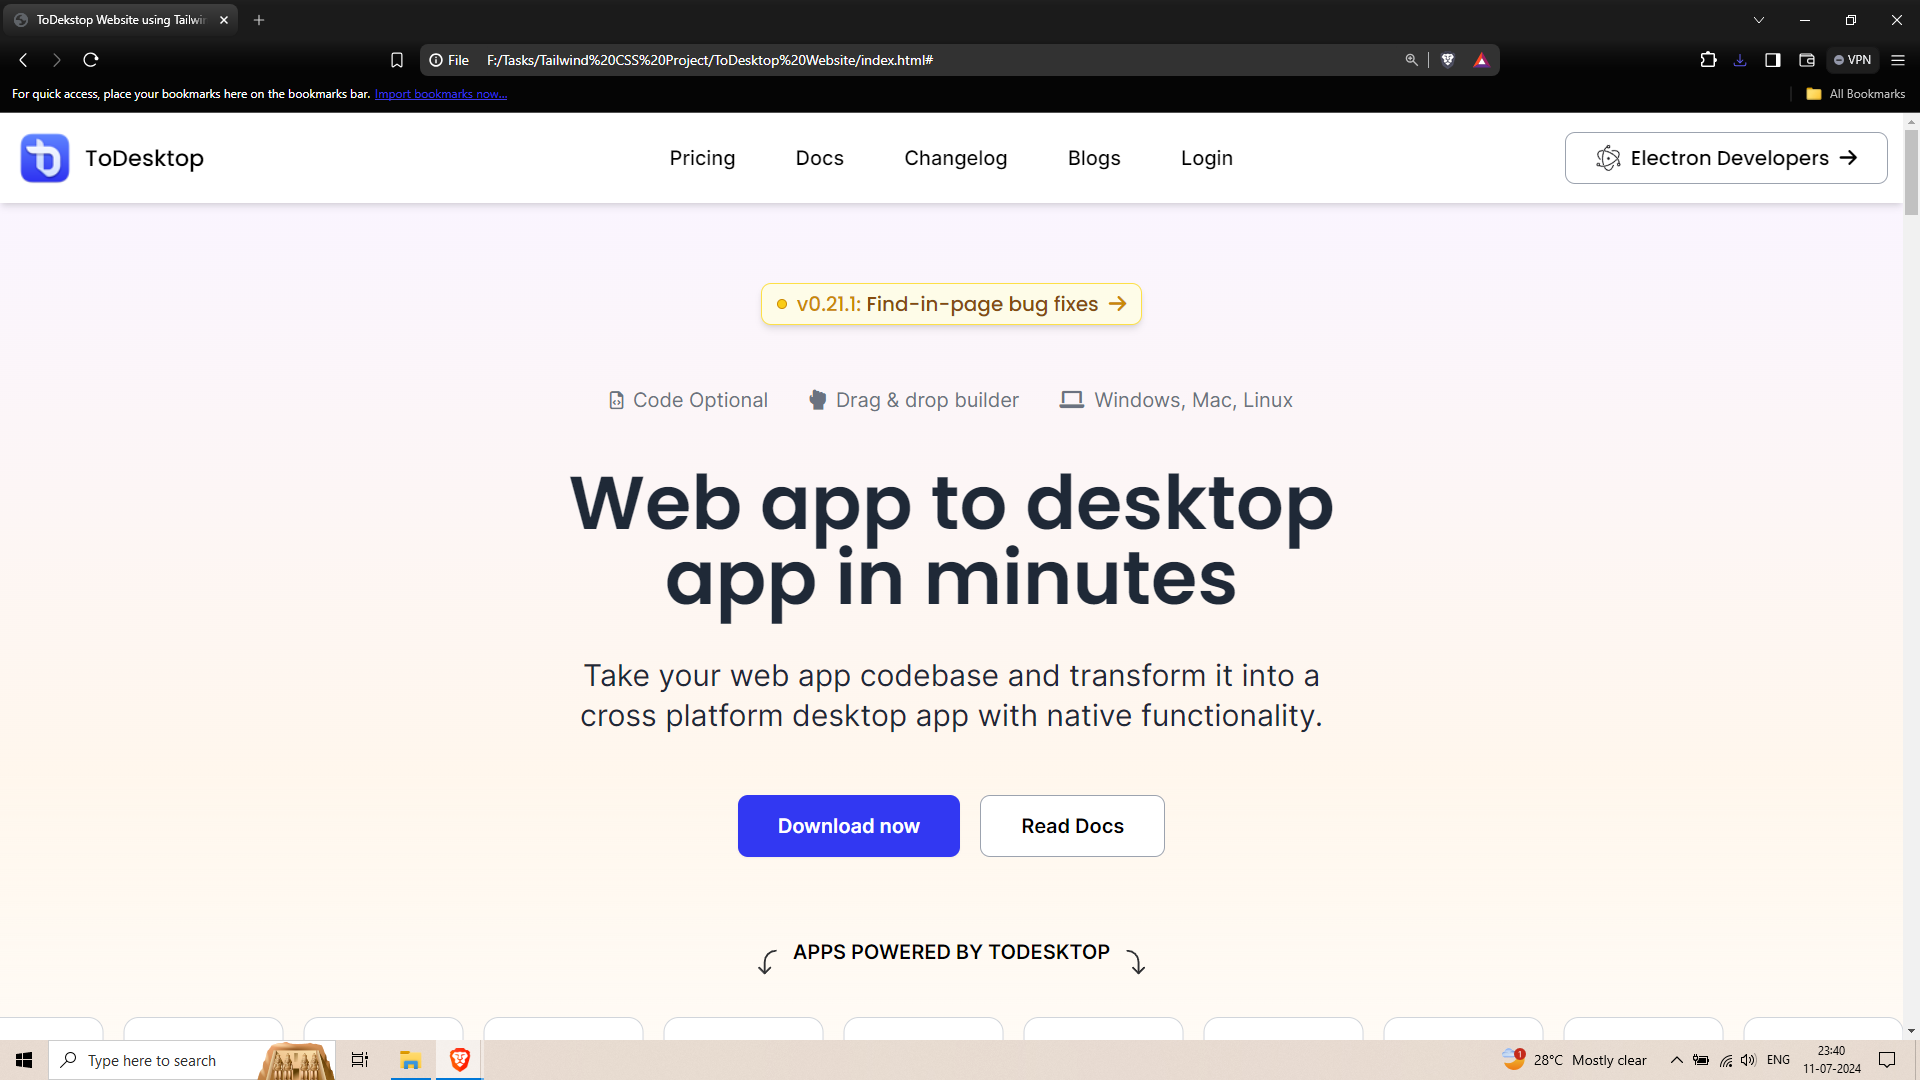 ToDekstop Website using Tailwi
File F:/Tasks/Tailwind%20CSS%20Project/ToDesktop%20Website/index.html#
VPN
For quick access, place your bookmarks here on the bookmarks bar. Import bookmarks now...
All Bookmarks
ToDesktop
Pricing Docs Changelog Blogs Login
Electron Developers →
v0.21.1: Find-in-page bug fixes →
Code Optional Drag & drop builder Windows, Mac, Linux
Web app to desktop
app in minutes
Take your web app codebase and transform it into a
cross platform desktop app with native functionality.
Download now Read Docs
APPS POWERED BY TODESKTOP
Type here to search
1
28°C Mostly clear
ENG
23:40
11-07-2024